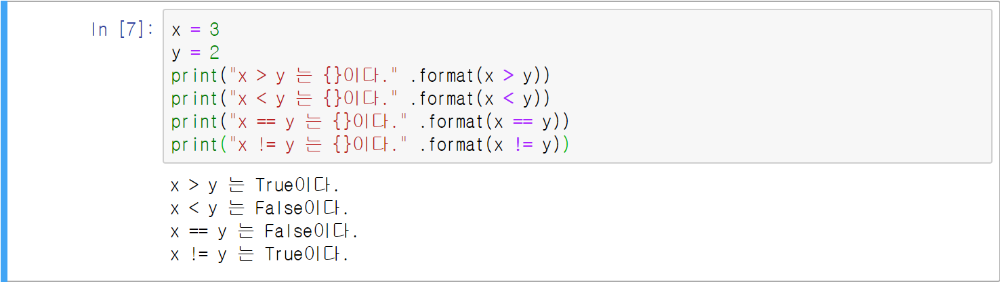 In [7]:
x = 3
y = 2
print("x > y 는 {}이다." .format(x > y))
print("x < y 는 {}이다." .format(x < y))
print("x == y 는 {}이다." .format(x == y))
print("x != y 는 {}이다." .format(x != y))
x > y 는 True이다.
x < y 는 False이다.
x == y 는 False이다.
x != y 는 True이다.